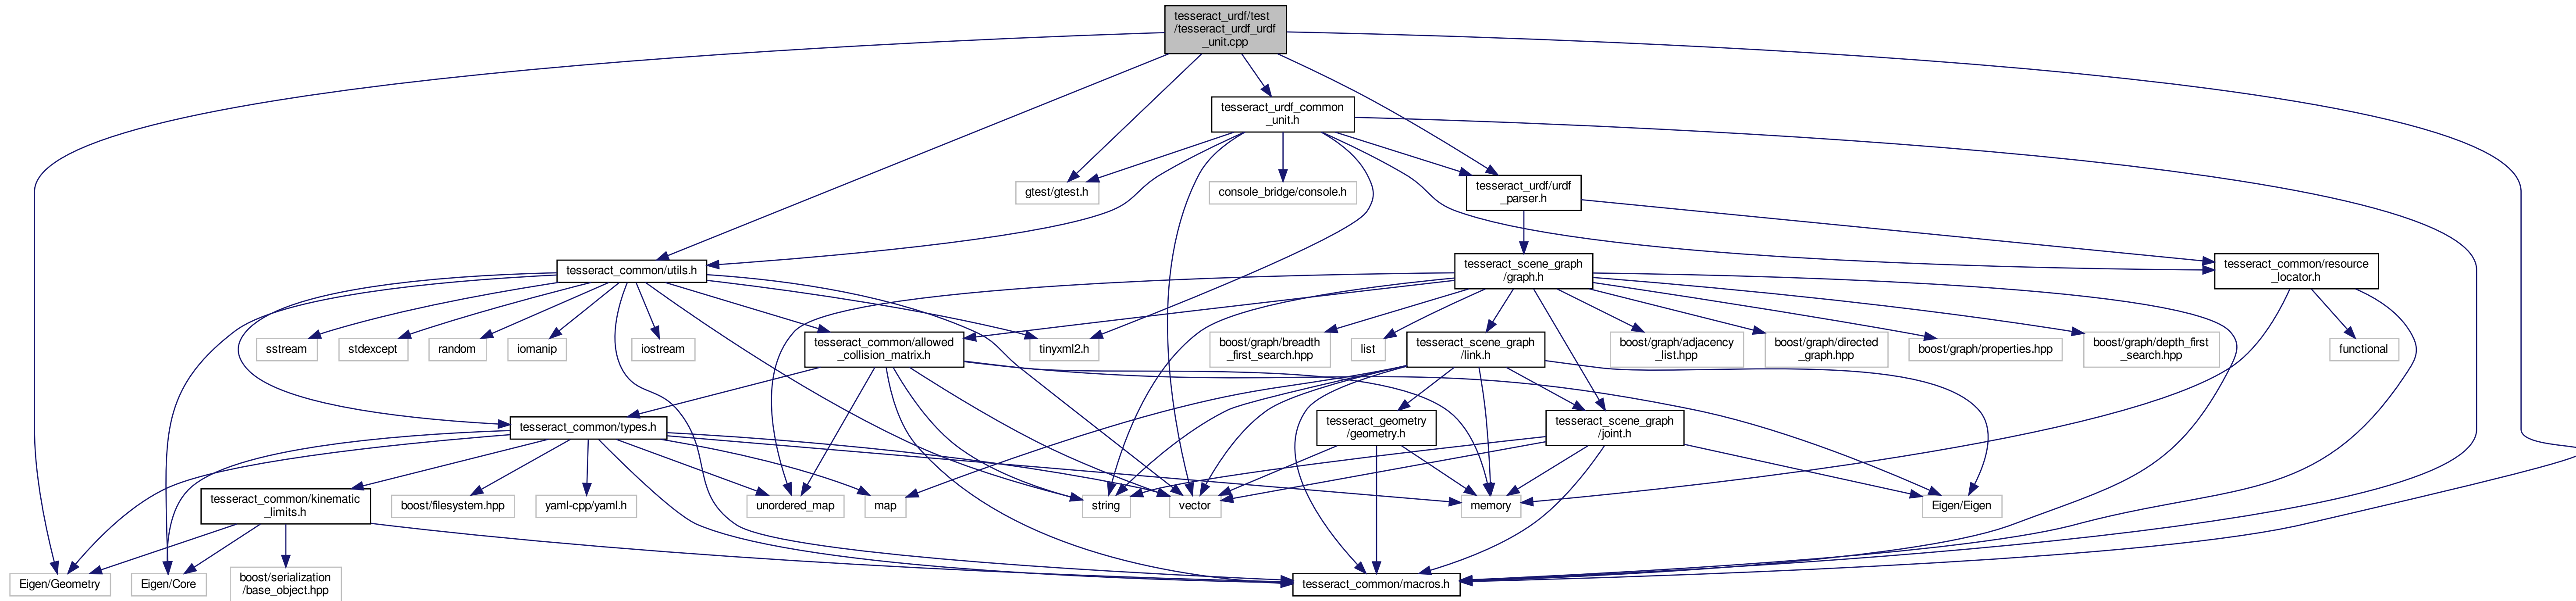 tesseract_urdf/test
/tesseract_urdf_urdf
_unit.cpp
tesseract_urdf_common
_unit.h
gtest/gtest.h
console_bridge/console.h
tesseract_urdf/urdf
_parser.h
tesseract_common/utils.h
tesseract_scene_graph
/graph.h
tesseract_common/resource
_locator.h
sstream
stdexcept
random
iomanip
iostream
tesseract_common/allowed
_collision_matrix.h
tinyxml2.h
boost/graph/breadth
_first_search.hpp
list
tesseract_scene_graph
/link.h
boost/graph/adjacency
_list.hpp
boost/graph/directed
_graph.hpp
boost/graph/properties.hpp
boost/graph/depth_first
_search.hpp
functional
tesseract_common/types.h
tesseract_geometry
/geometry.h
tesseract_scene_graph
/joint.h
tesseract_common/kinematic
_limits.h
boost/filesystem.hpp
yaml-cpp/yaml.h
unordered_map
map
string
vector
memory
Eigen/Eigen
Eigen/Geometry
Eigen/Core
boost/serialization
/base_object.hpp
tesseract_common/macros.h